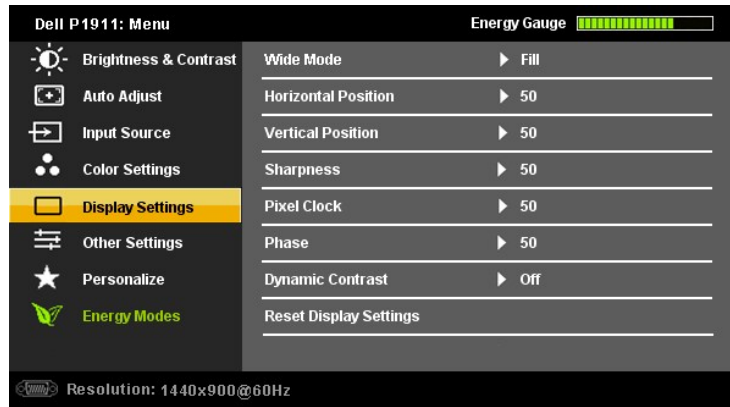 Dell P1911: Menu Energy Gauge
Brightness & Contrast Wide Mode Fill
Auto Adjust Horizontal Position 50
Input Source Vertical Position 50
Color Settings Sharpness 50
Display Settings Pixel Clock 50
Other Settings Phase 50
Personalize Dynamic Contrast Off
Energy Modes Reset Display Settings
Resolution: 1440x900@60Hz